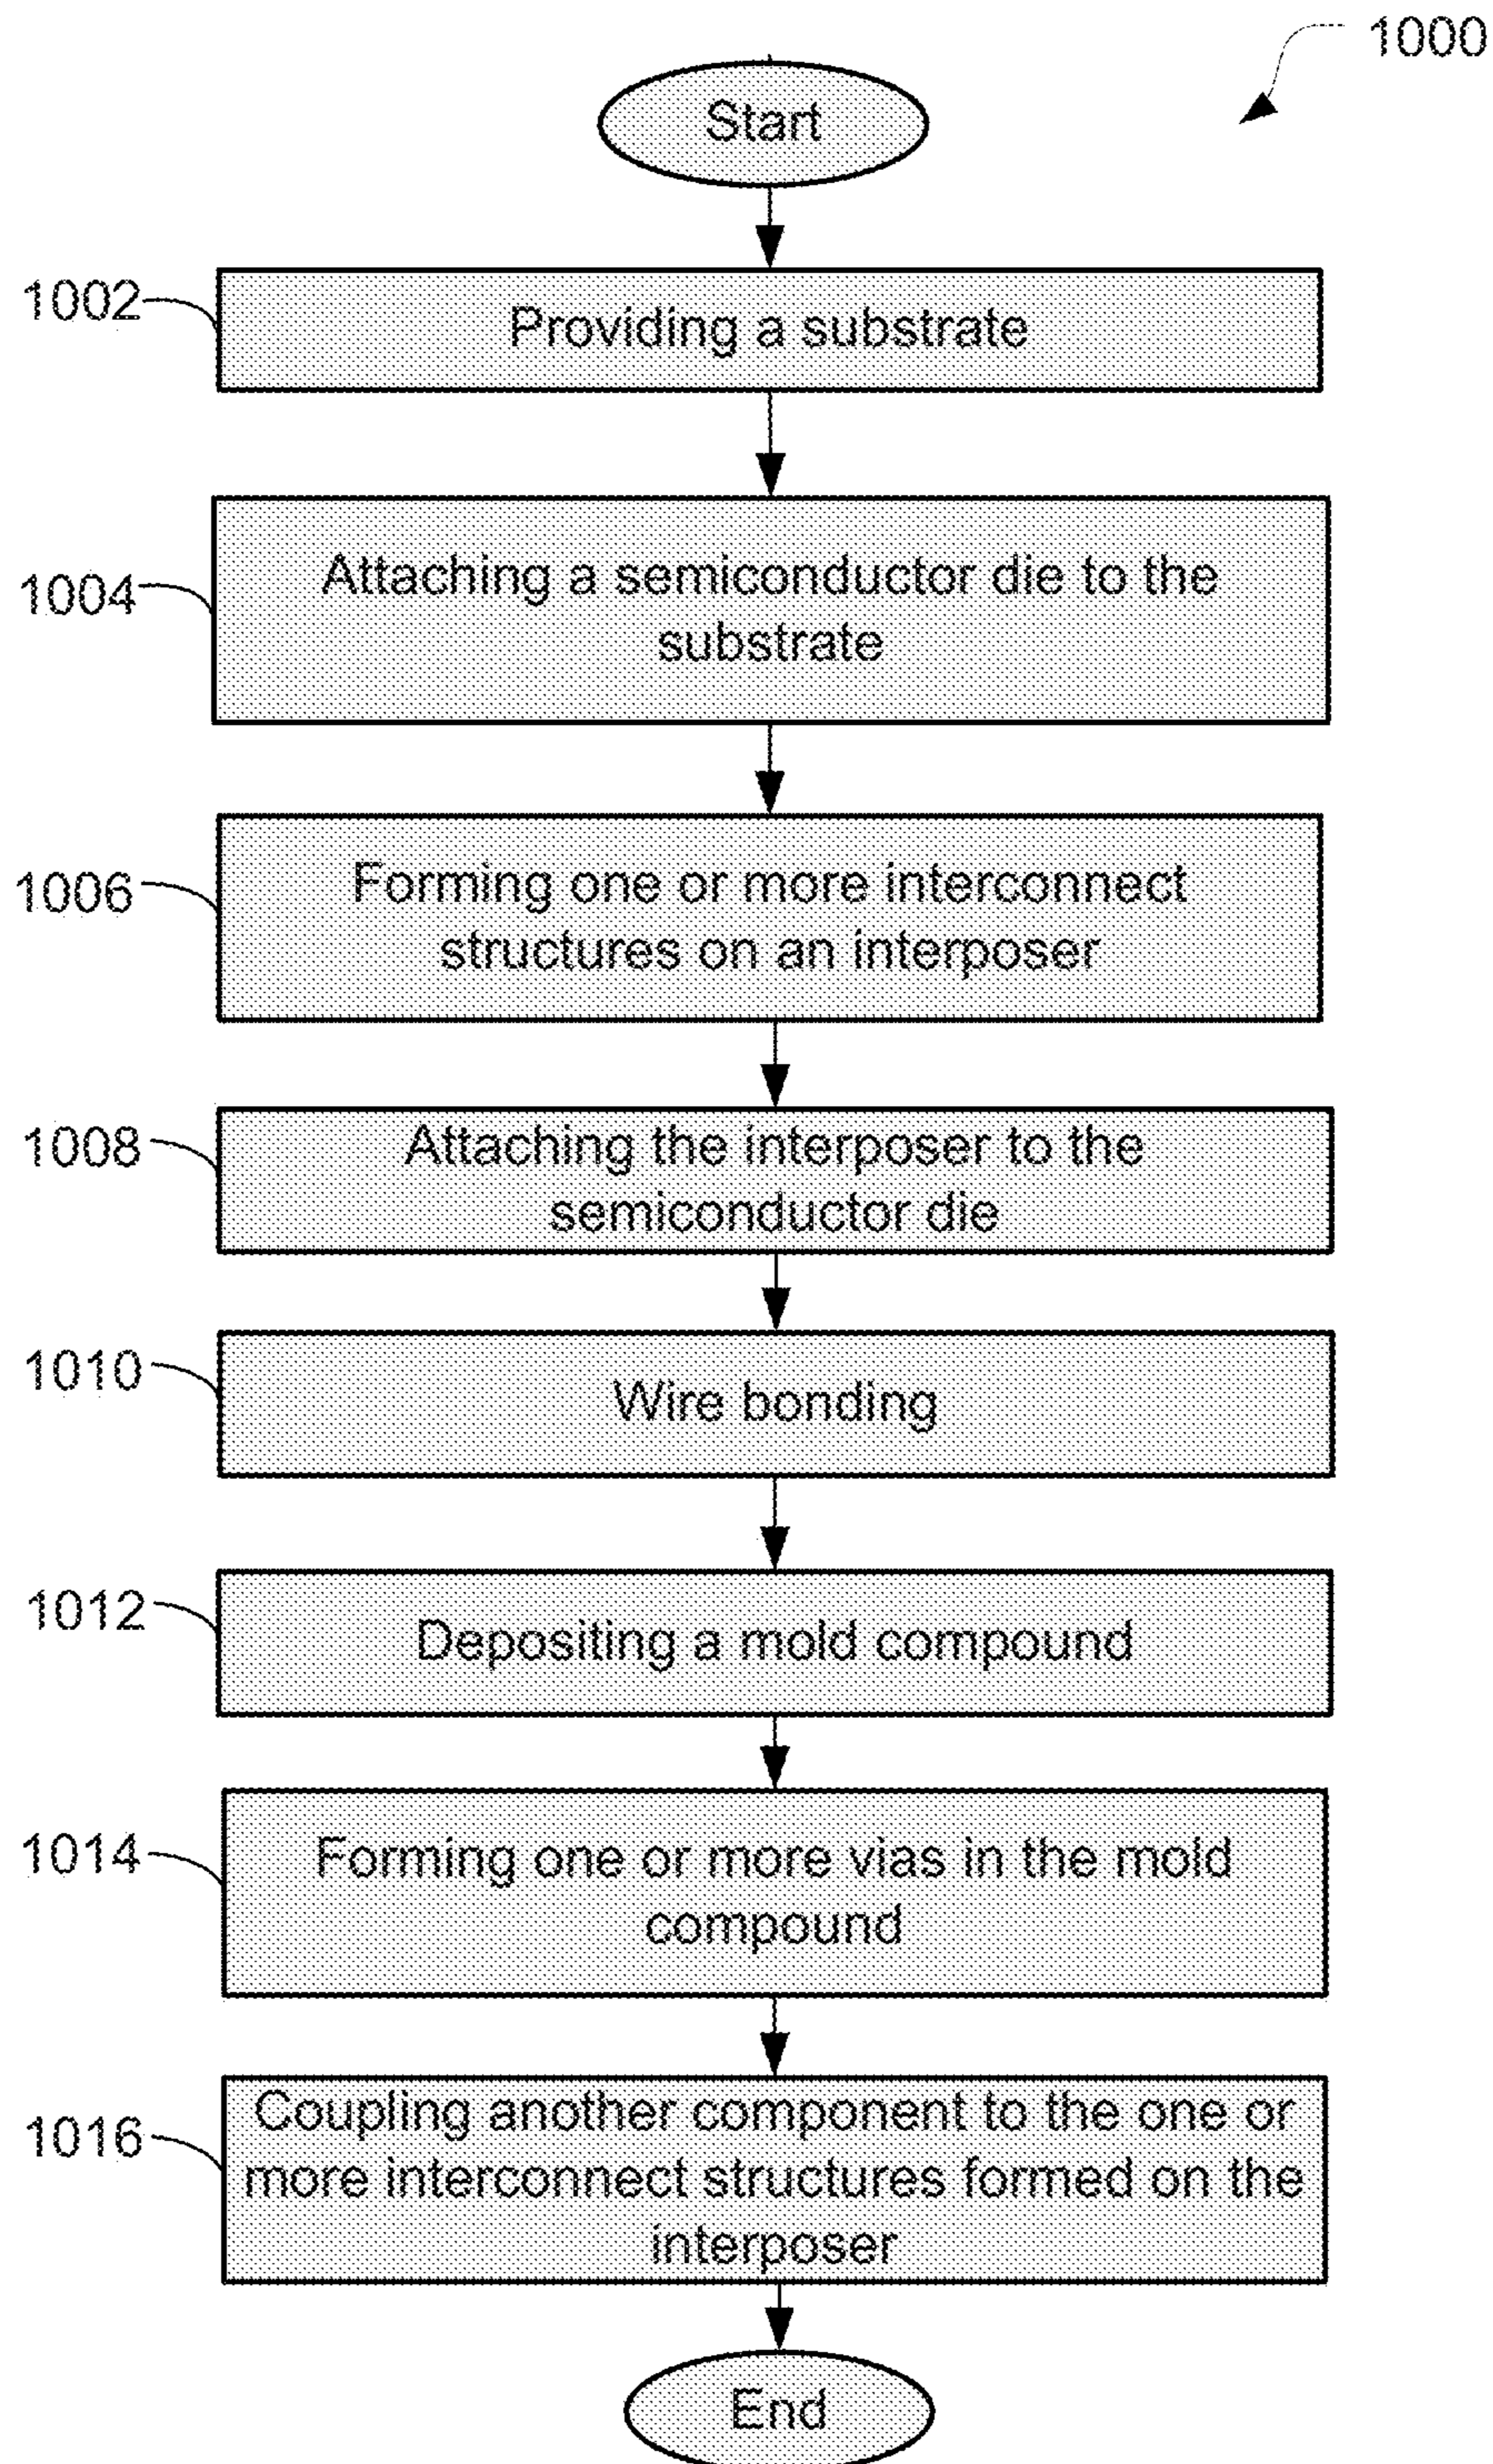 1000
Start
1002
Providing a substrate
1004
Attaching a semiconductor die to the
substrate
1006
Forming one or more interconnect
structures on an interposer
1008
Attaching the interposer to the
semiconductor die
1010
Wire bonding
1012
Depositing a mold compound
1014
Forming one or more vias in the mold
compound
1016
Coupling another component to the one or
more interconnect structures formed on the
interposer
End